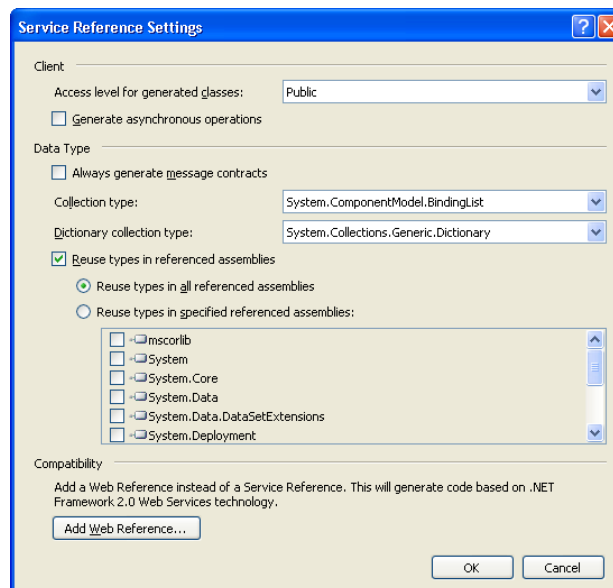 Service Reference Settings
Client
Access level for generated classes: Public
Generate asynchronous operations
Data Type
Always generate message contracts
Collection type: System.ComponentModel.BindingList
Dictionary collection type: System.Collections.Generic.Dictionary
Reuse types in referenced assemblies
Reuse types in all referenced assemblies
Reuse types in specified referenced assemblies:
mscorlib
System
System.Core
System.Data
System.Data.DataSetExtensions
System.Deployment
Compatibility
Add a Web Reference instead of a Service Reference. This will generate code based on .NET
Framework 2.0 Web Services technology.
Add Web Reference...
OK Cancel